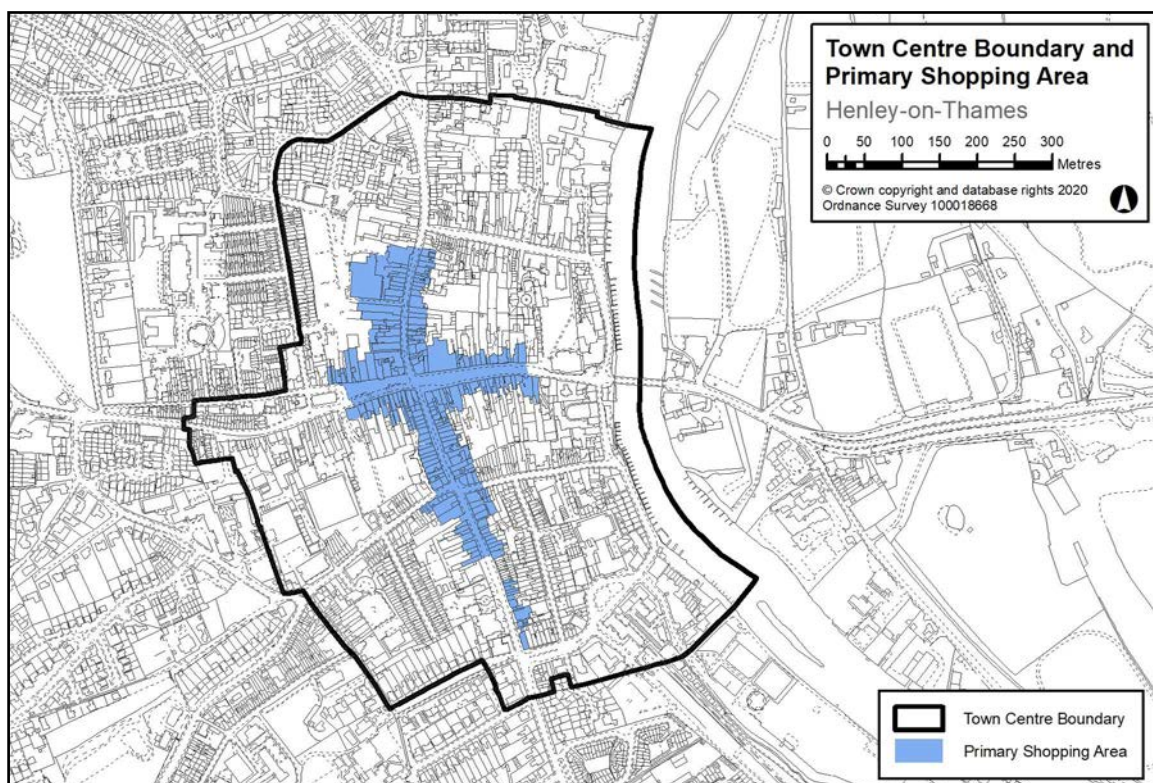 Town Centre Boundary and
Primary Shopping Area
Henley-on-Thames
0 50 100 150 200 250 300
Metres
© Crown copyright and database rights 2020
Ordnance Survey 100018668
Town Centre Boundary
Primary Shopping Area